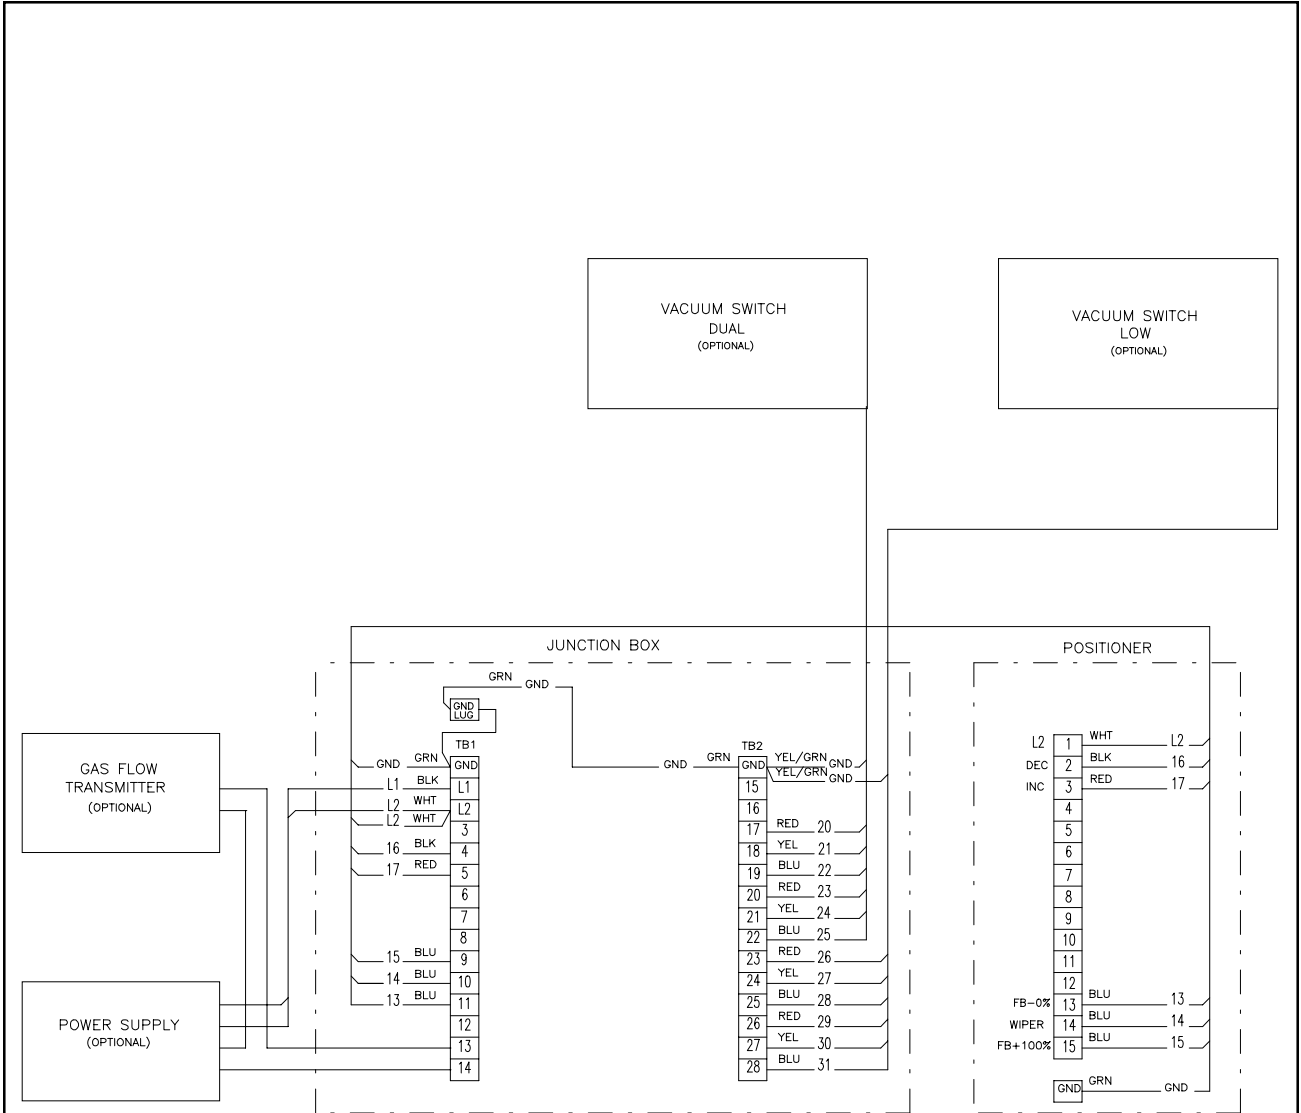 VACUUM SWITCH
DUAL
(OPTIONAL)
VACUUM SWITCH
LOW
(OPTIONAL)
JUNCTION BOX
POSITIONER
GRN GND
GND
LUG
GAS FLOW
TRANSMITTER
(OPTIONAL)
POWER SUPPLY
(OPTIONAL)
TB1
GND GRN GND
L1 BLK L1
L2 WHT L2
L2 WHT 3
16 BLK 4
17 RED 5
6
7
8
15 BLU 9
14 BLU 10
13 BLU 11
12
13
14
TB2
GND GRN GND YEL/GRN GND
YEL/GRN GND
15
16
17 RED 20
18 YEL 21
19 BLU 22
20 RED 23
21 YEL 24
22 BLU 25
23 RED 26
24 YEL 27
25 BLU 28
26 RED 29
27 YEL 30
28 BLU 31
L2 1 WHT L2
DEC 2 BLK 16
INC 3 RED 17
4
5
6
7
8
9
10
11
12
FB-0% 13 BLU 13
WIPER 14 BLU 14
FB+100% 15 BLU 15
GND GRN GND